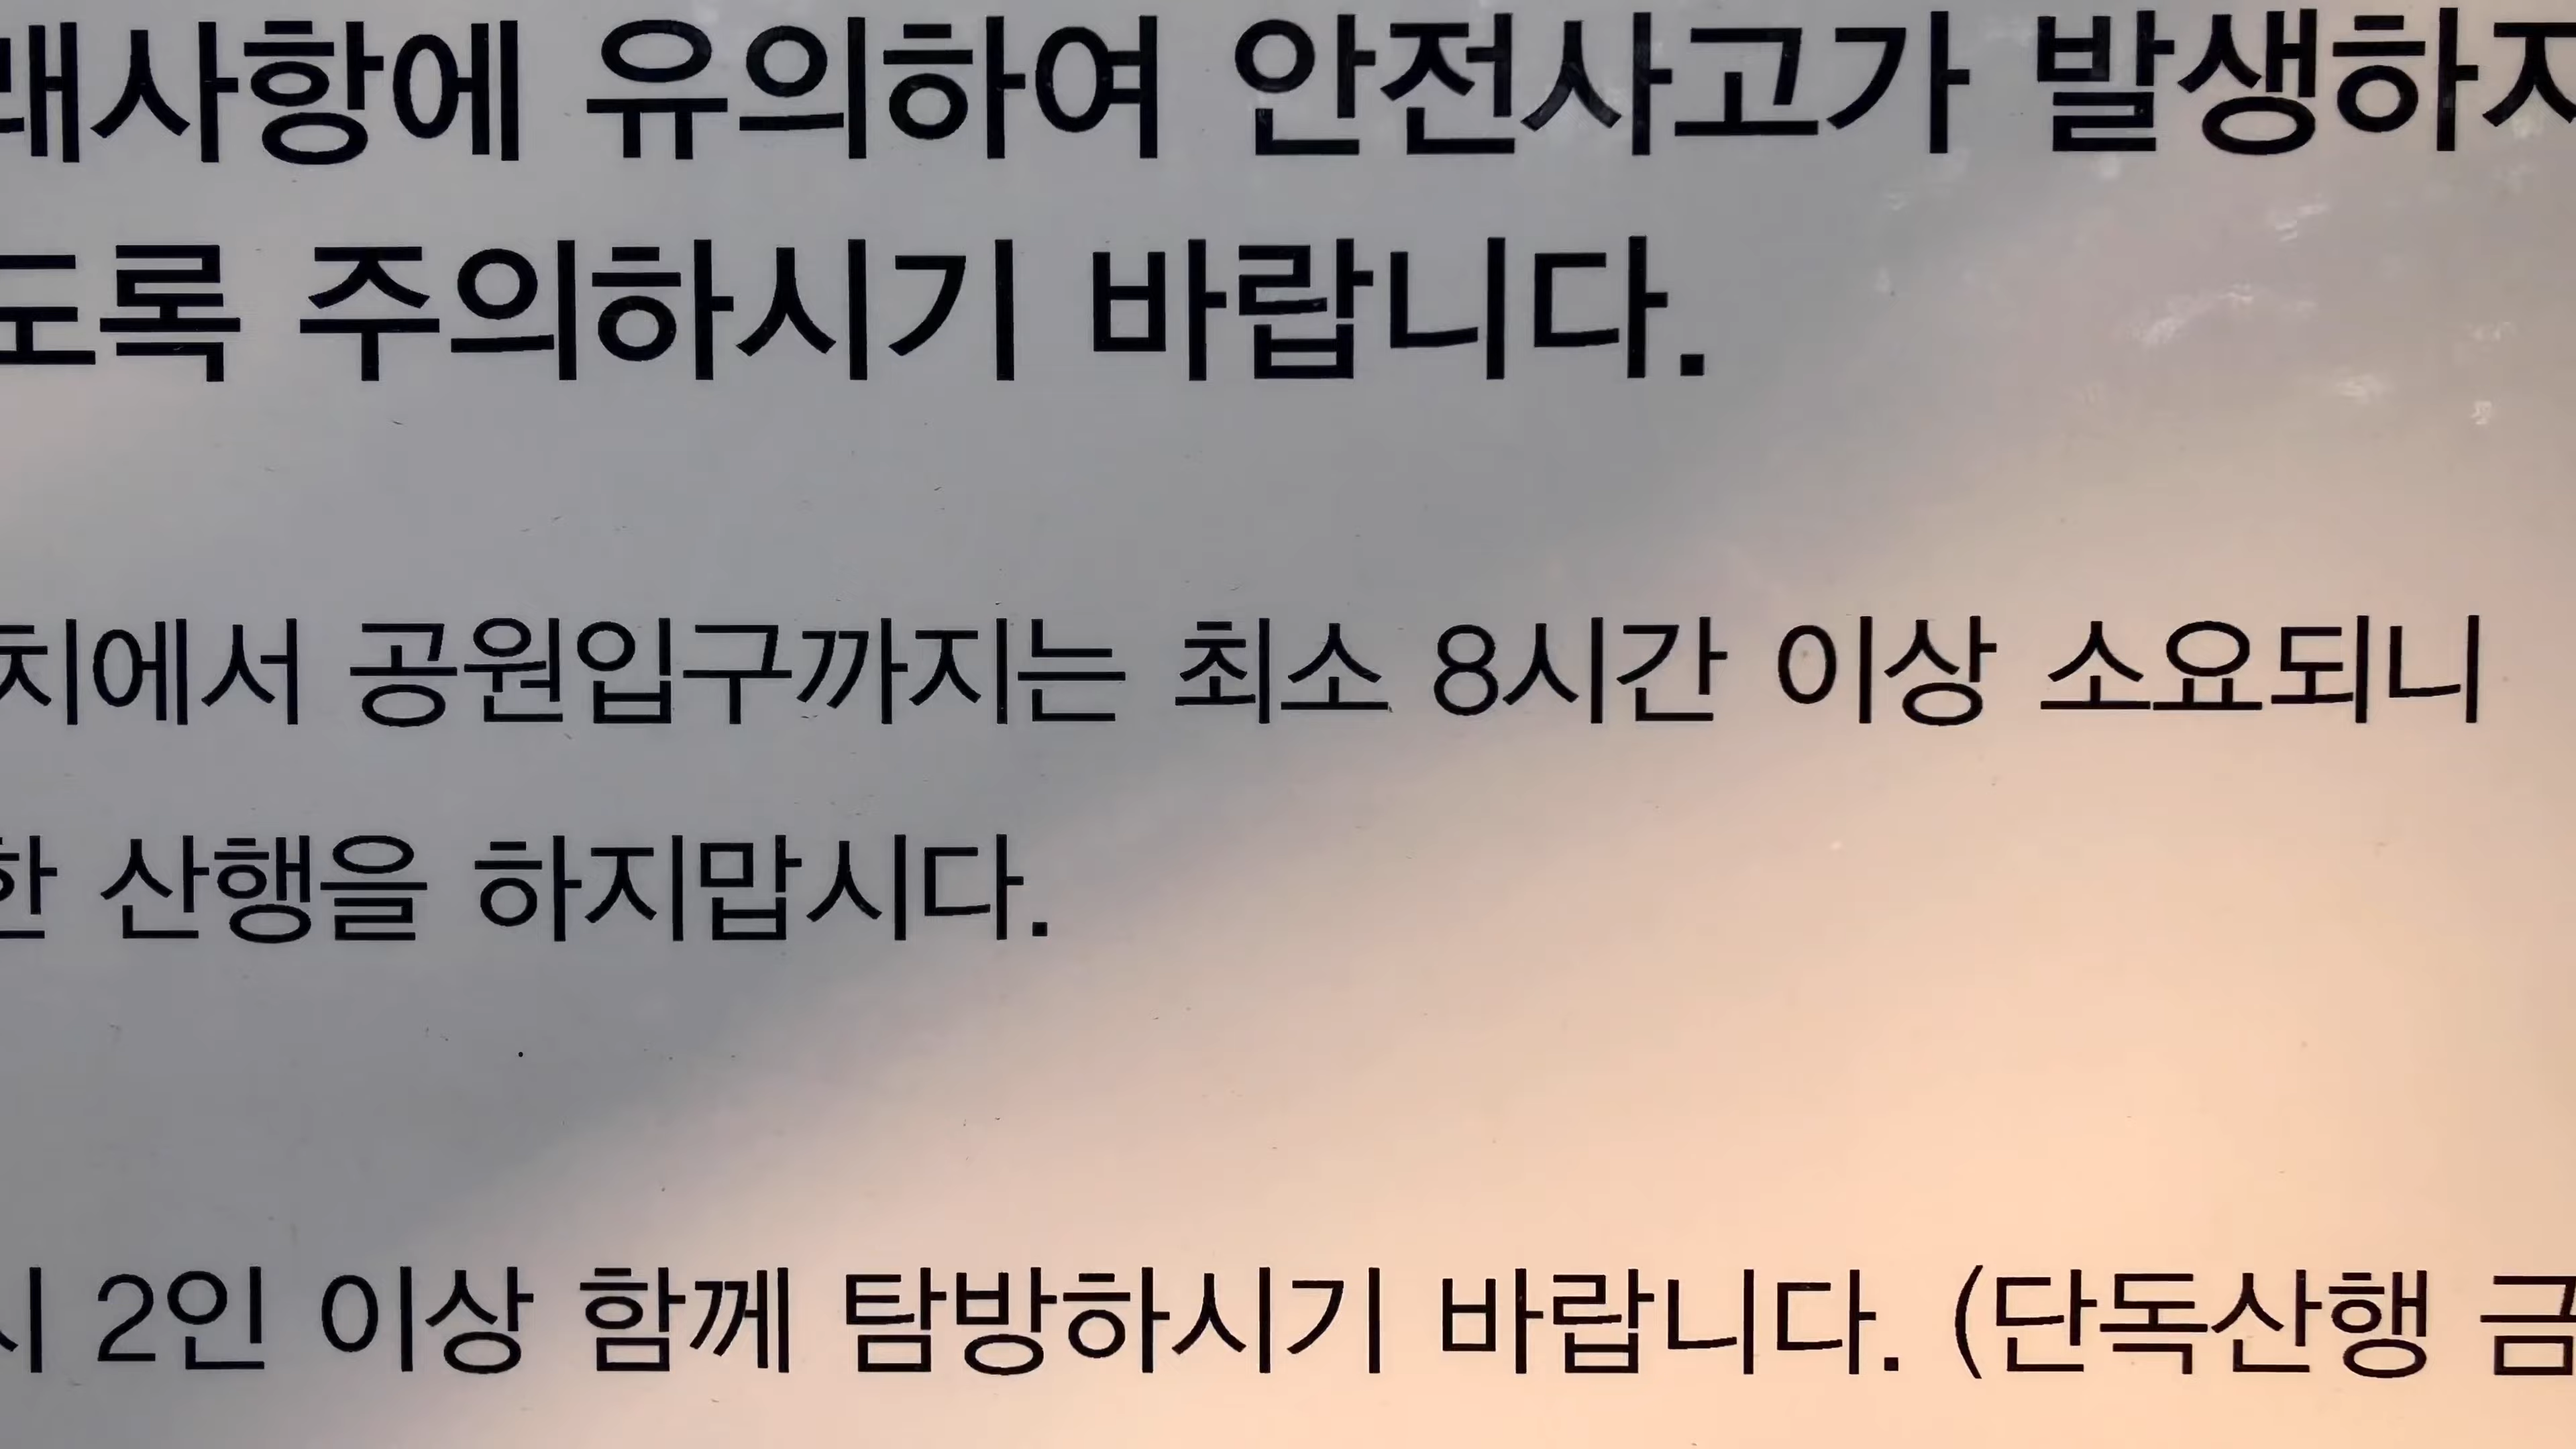 래사항에 유의하여 안전사고가 발생하지
도록 주의하시기 바랍니다.
치에서 공원입구까지는 최소 8시간 이상 소요되니
한 산행을 하지맙시다.
시 2인 이상 함께 탐방하시기 바랍니다. (단독산행 금